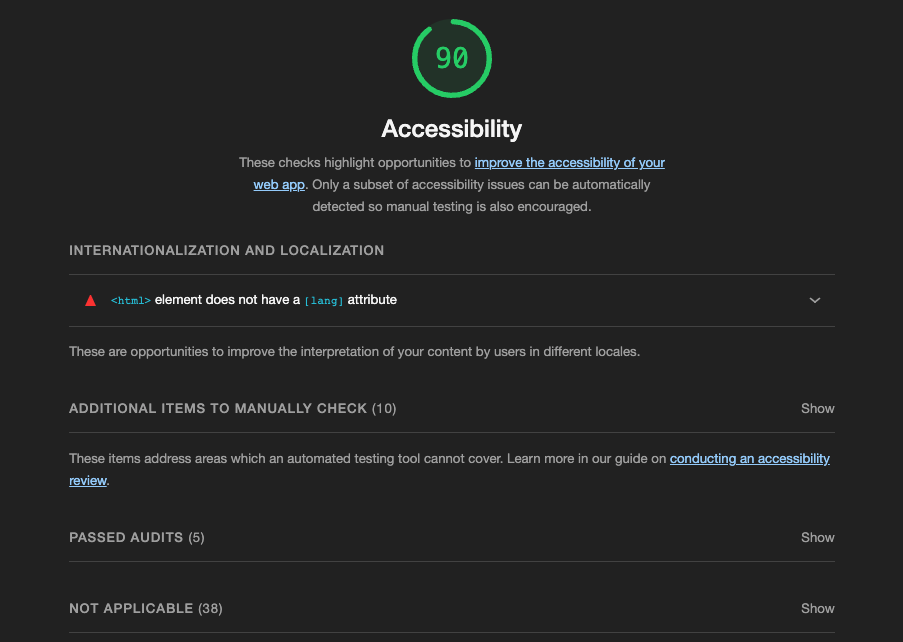 90
Accessibility
These checks highlight opportunities to improve the accessibility of your
web app. Only a subset of accessibility issues can be automatically
detected so manual testing is also encouraged.
INTERNATIONALIZATION AND LOCALIZATION
<html> element does not have a [lang] attribute
These are opportunities to improve the interpretation of your content by users in different locales.
ADDITIONAL ITEMS TO MANUALLY CHECK (10) Show
These items address areas which an automated testing tool cannot cover. Learn more in our guide on conducting an accessibility
review.
PASSED AUDITS (5) Show
NOT APPLICABLE (38) Show